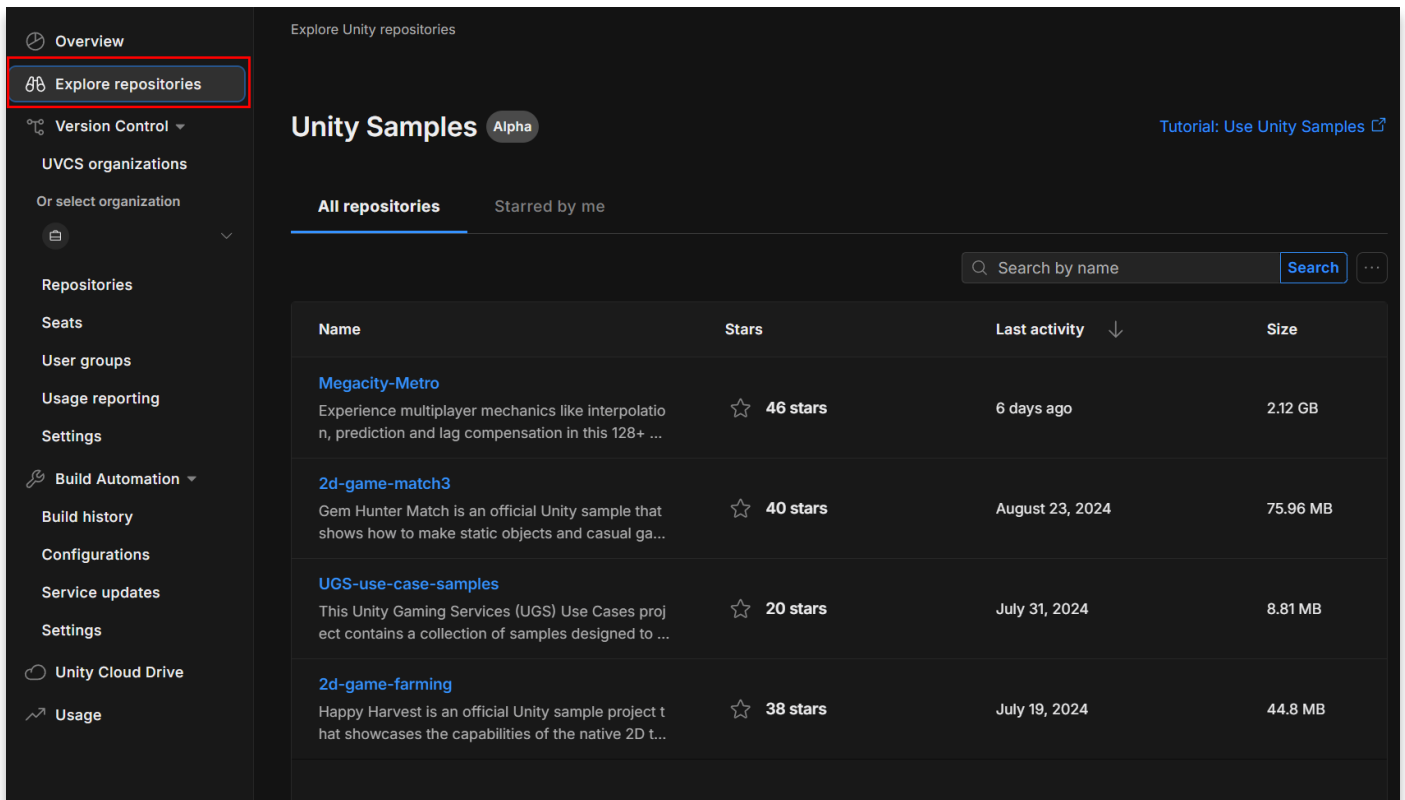 Overview
Explore repositories
Version Control
UVCS organizations
Or select organization
Repositories
Seats
User groups
Usage reporting
Settings
Build Automation
Build history
Configurations
Service updates
Settings
Unity Cloud Drive
Usage
Explore Unity repositories
Unity Samples Alpha
Tutorial: Use Unity Samples
All repositories Starred by me
Search by name Search ...
Name Stars Last activity Size
Megacity-Metro
Experience multiplayer mechanics like interpolatio
n, prediction and lag compensation in this 128+ ...
46 stars 6 days ago 2.12 GB
2d-game-match3
Gem Hunter Match is an official Unity sample that
shows how to make static objects and casual ga...
40 stars August 23, 2024 75.96 MB
UGS-use-case-samples
This Unity Gaming Services (UGS) Use Cases proj
ect contains a collection of samples designed to ...
20 stars July 31, 2024 8.81 MB
2d-game-farming
Happy Harvest is an official Unity sample project t
hat showcases the capabilities of the native 2D t...
38 stars July 19, 2024 44.8 MB